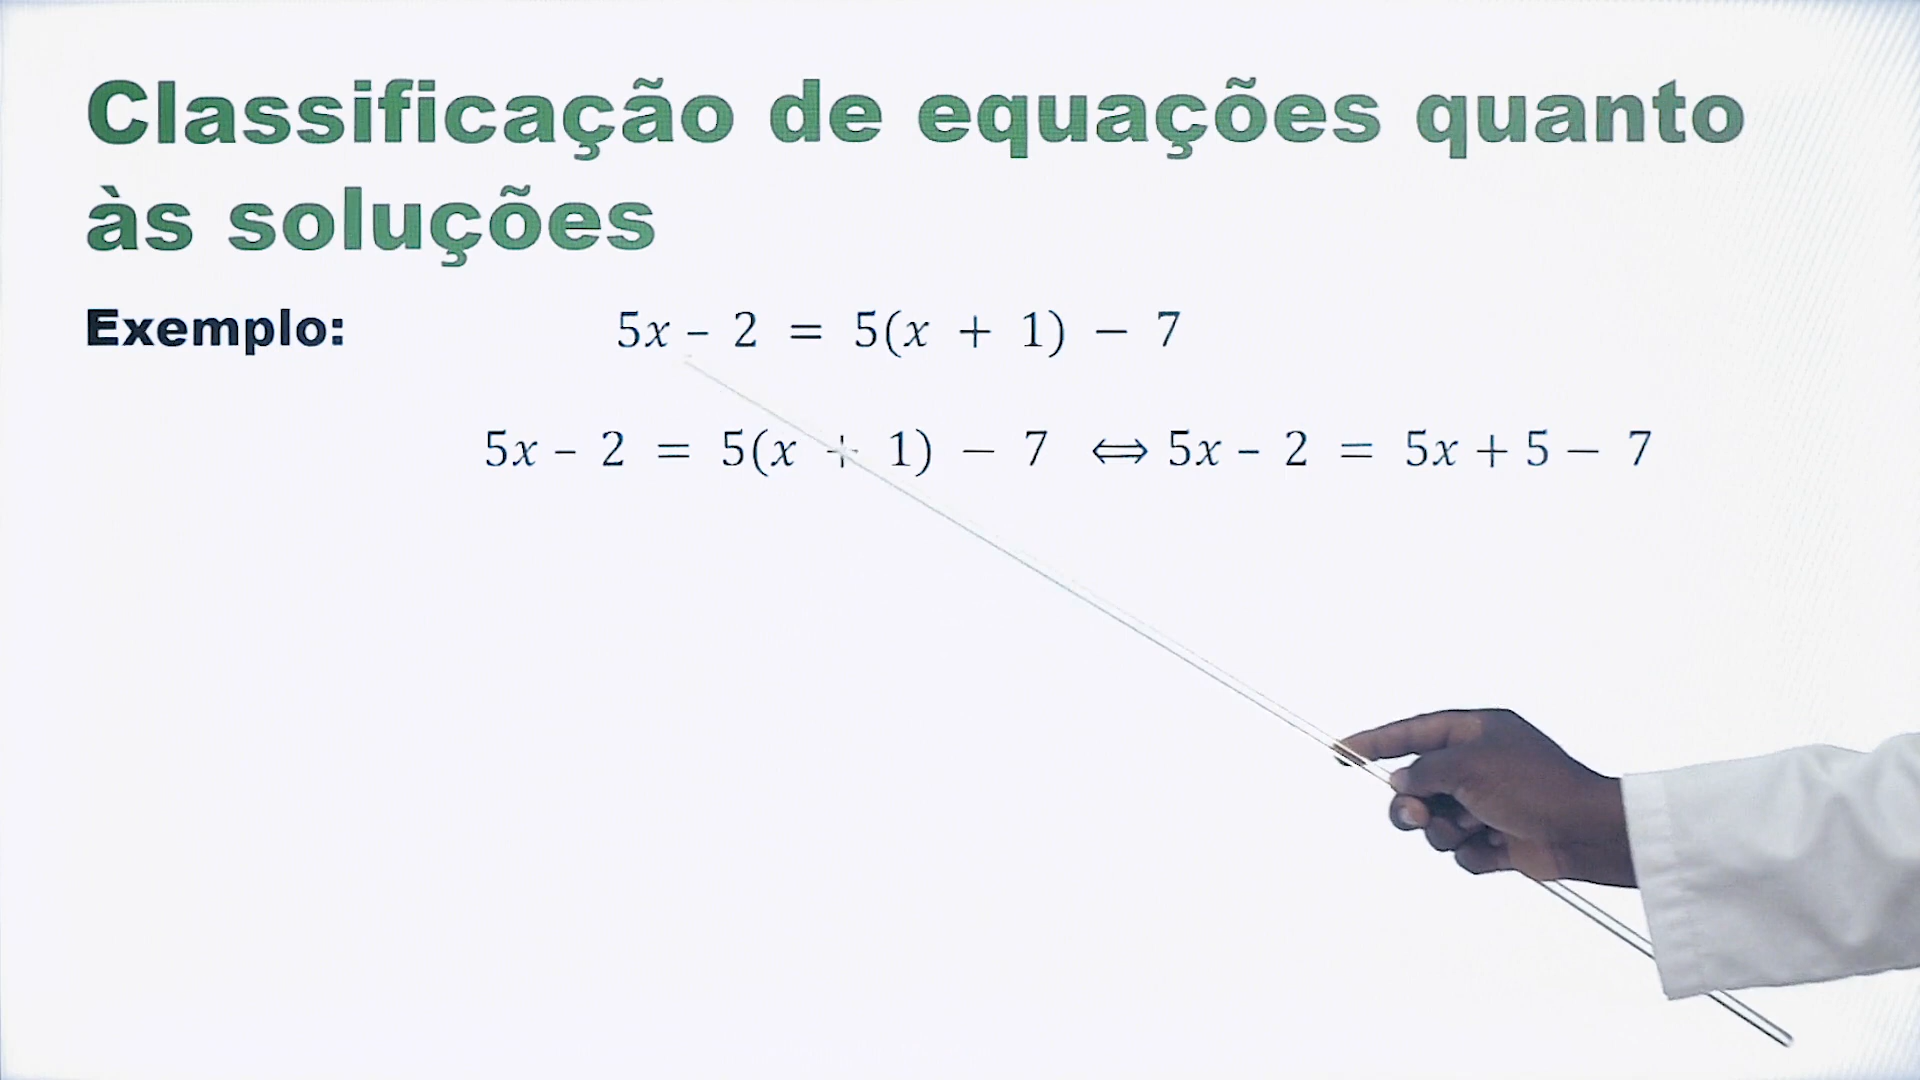 Classificação de equações quanto
às soluções
Exemplo: 5x – 2 = 5(x + 1) − 7
5x – 2 = 5(x + 1) − 7 ⟺ 5x – 2 = 5x + 5 − 7